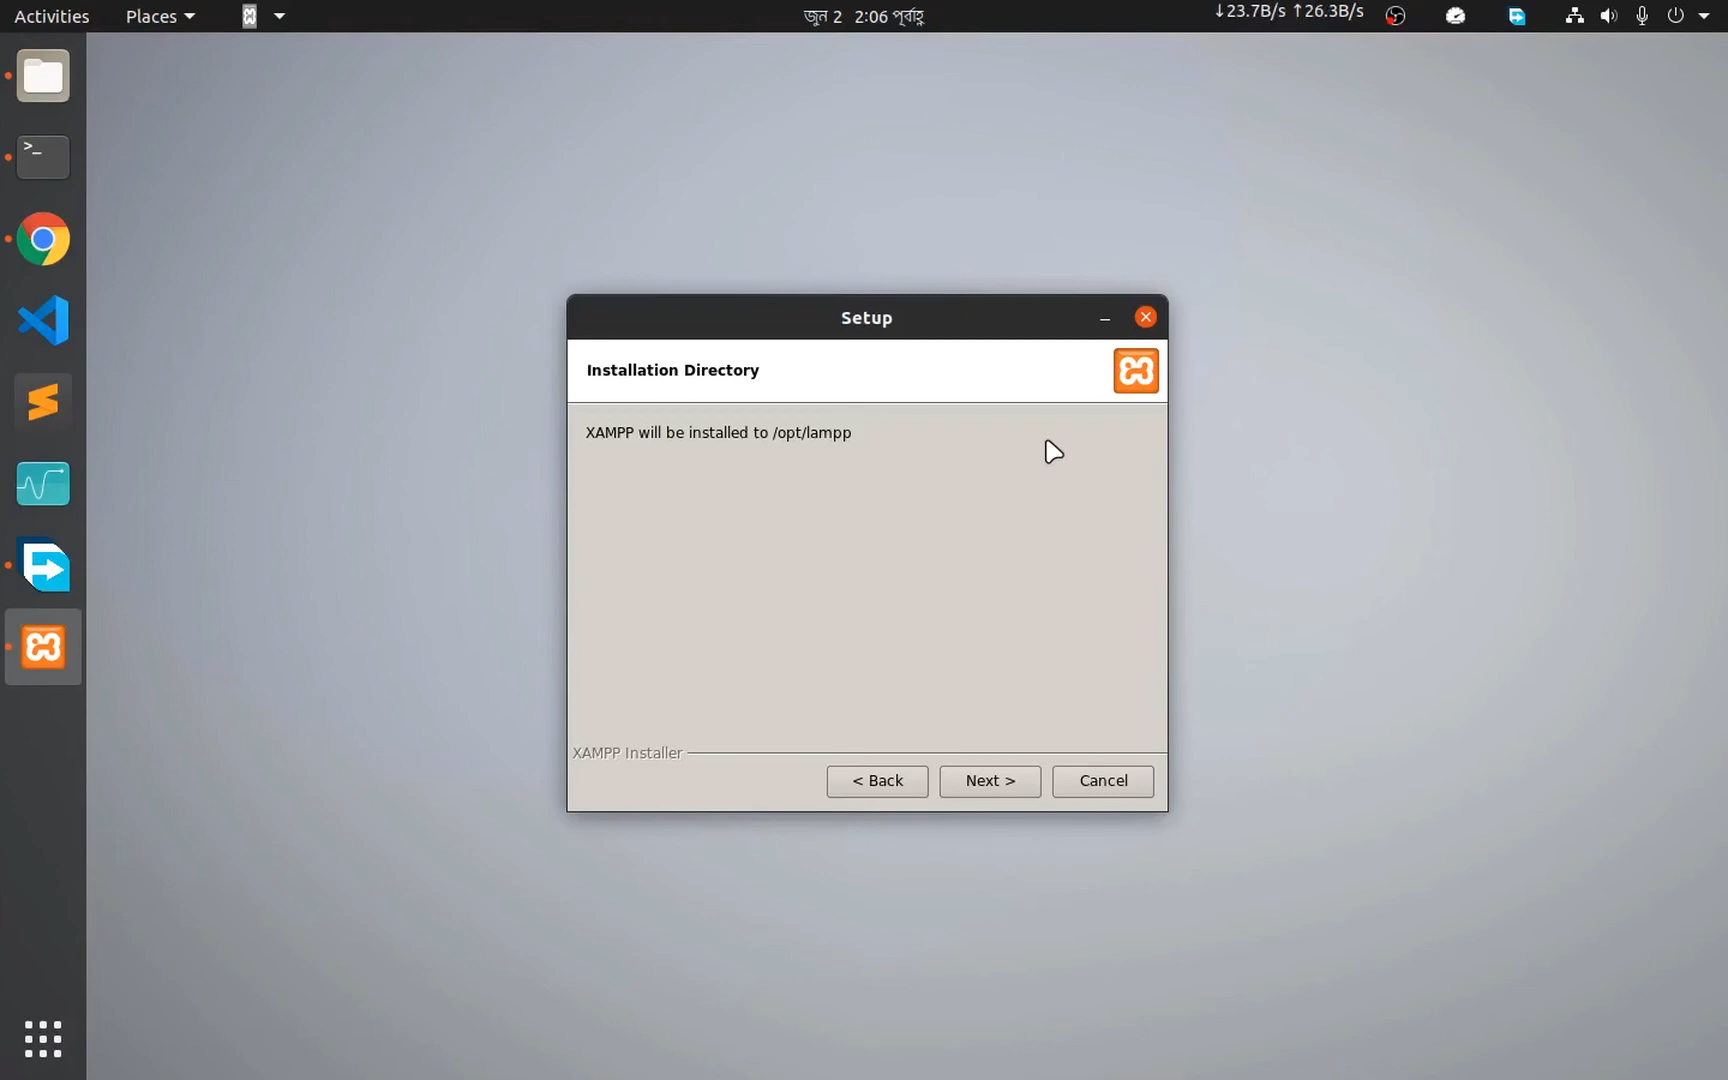 Activities Places জুন 2 2:06 পূর্বাহ্ণ ↓23.7B/s ↑26.3B/s
>_
Setup
Installation Directory
XAMPP will be installed to /opt/lampp
XAMPP Installer
< Back Next > Cancel